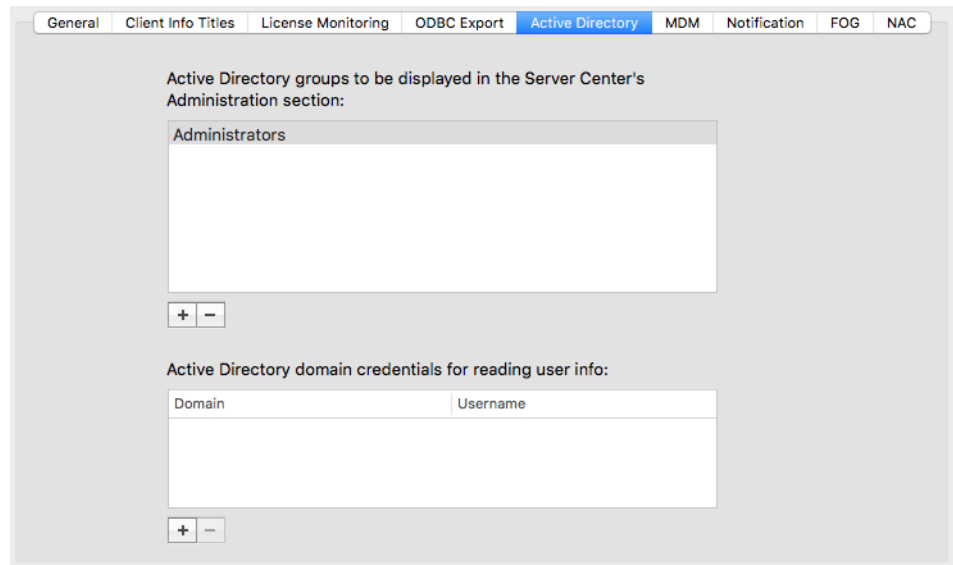 General Client Info Titles License Monitoring ODBC Export Active Directory MDM Notification FOG NAC
Active Directory groups to be displayed in the Server Center's
Administration section:
Administrators
+ −
Active Directory domain credentials for reading user info:
Domain Username
+ −